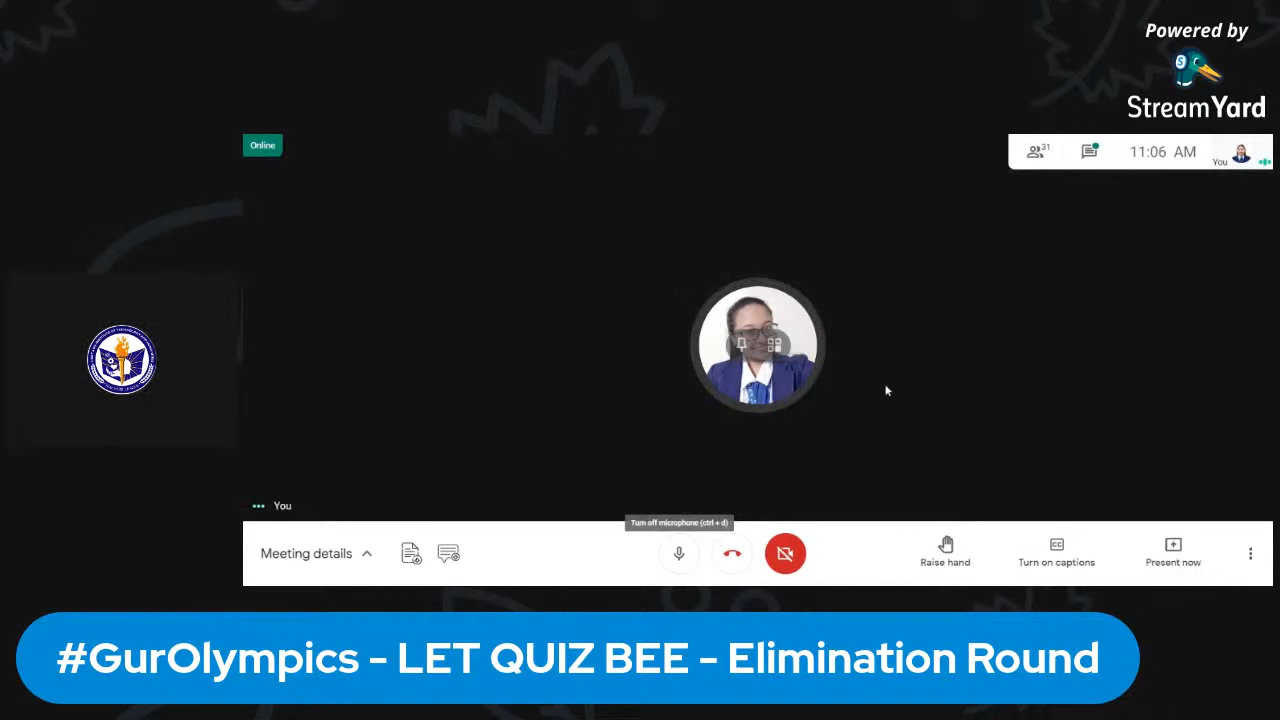 Powered by
StreamYard
Online
31
11:06 AM
You
You
Turn off microphone (ctrl + d)
Meeting details
CC
Raise hand
Turn on captions
Present now
#GurOlympics - LET QUIZ BEE - Elimination Round